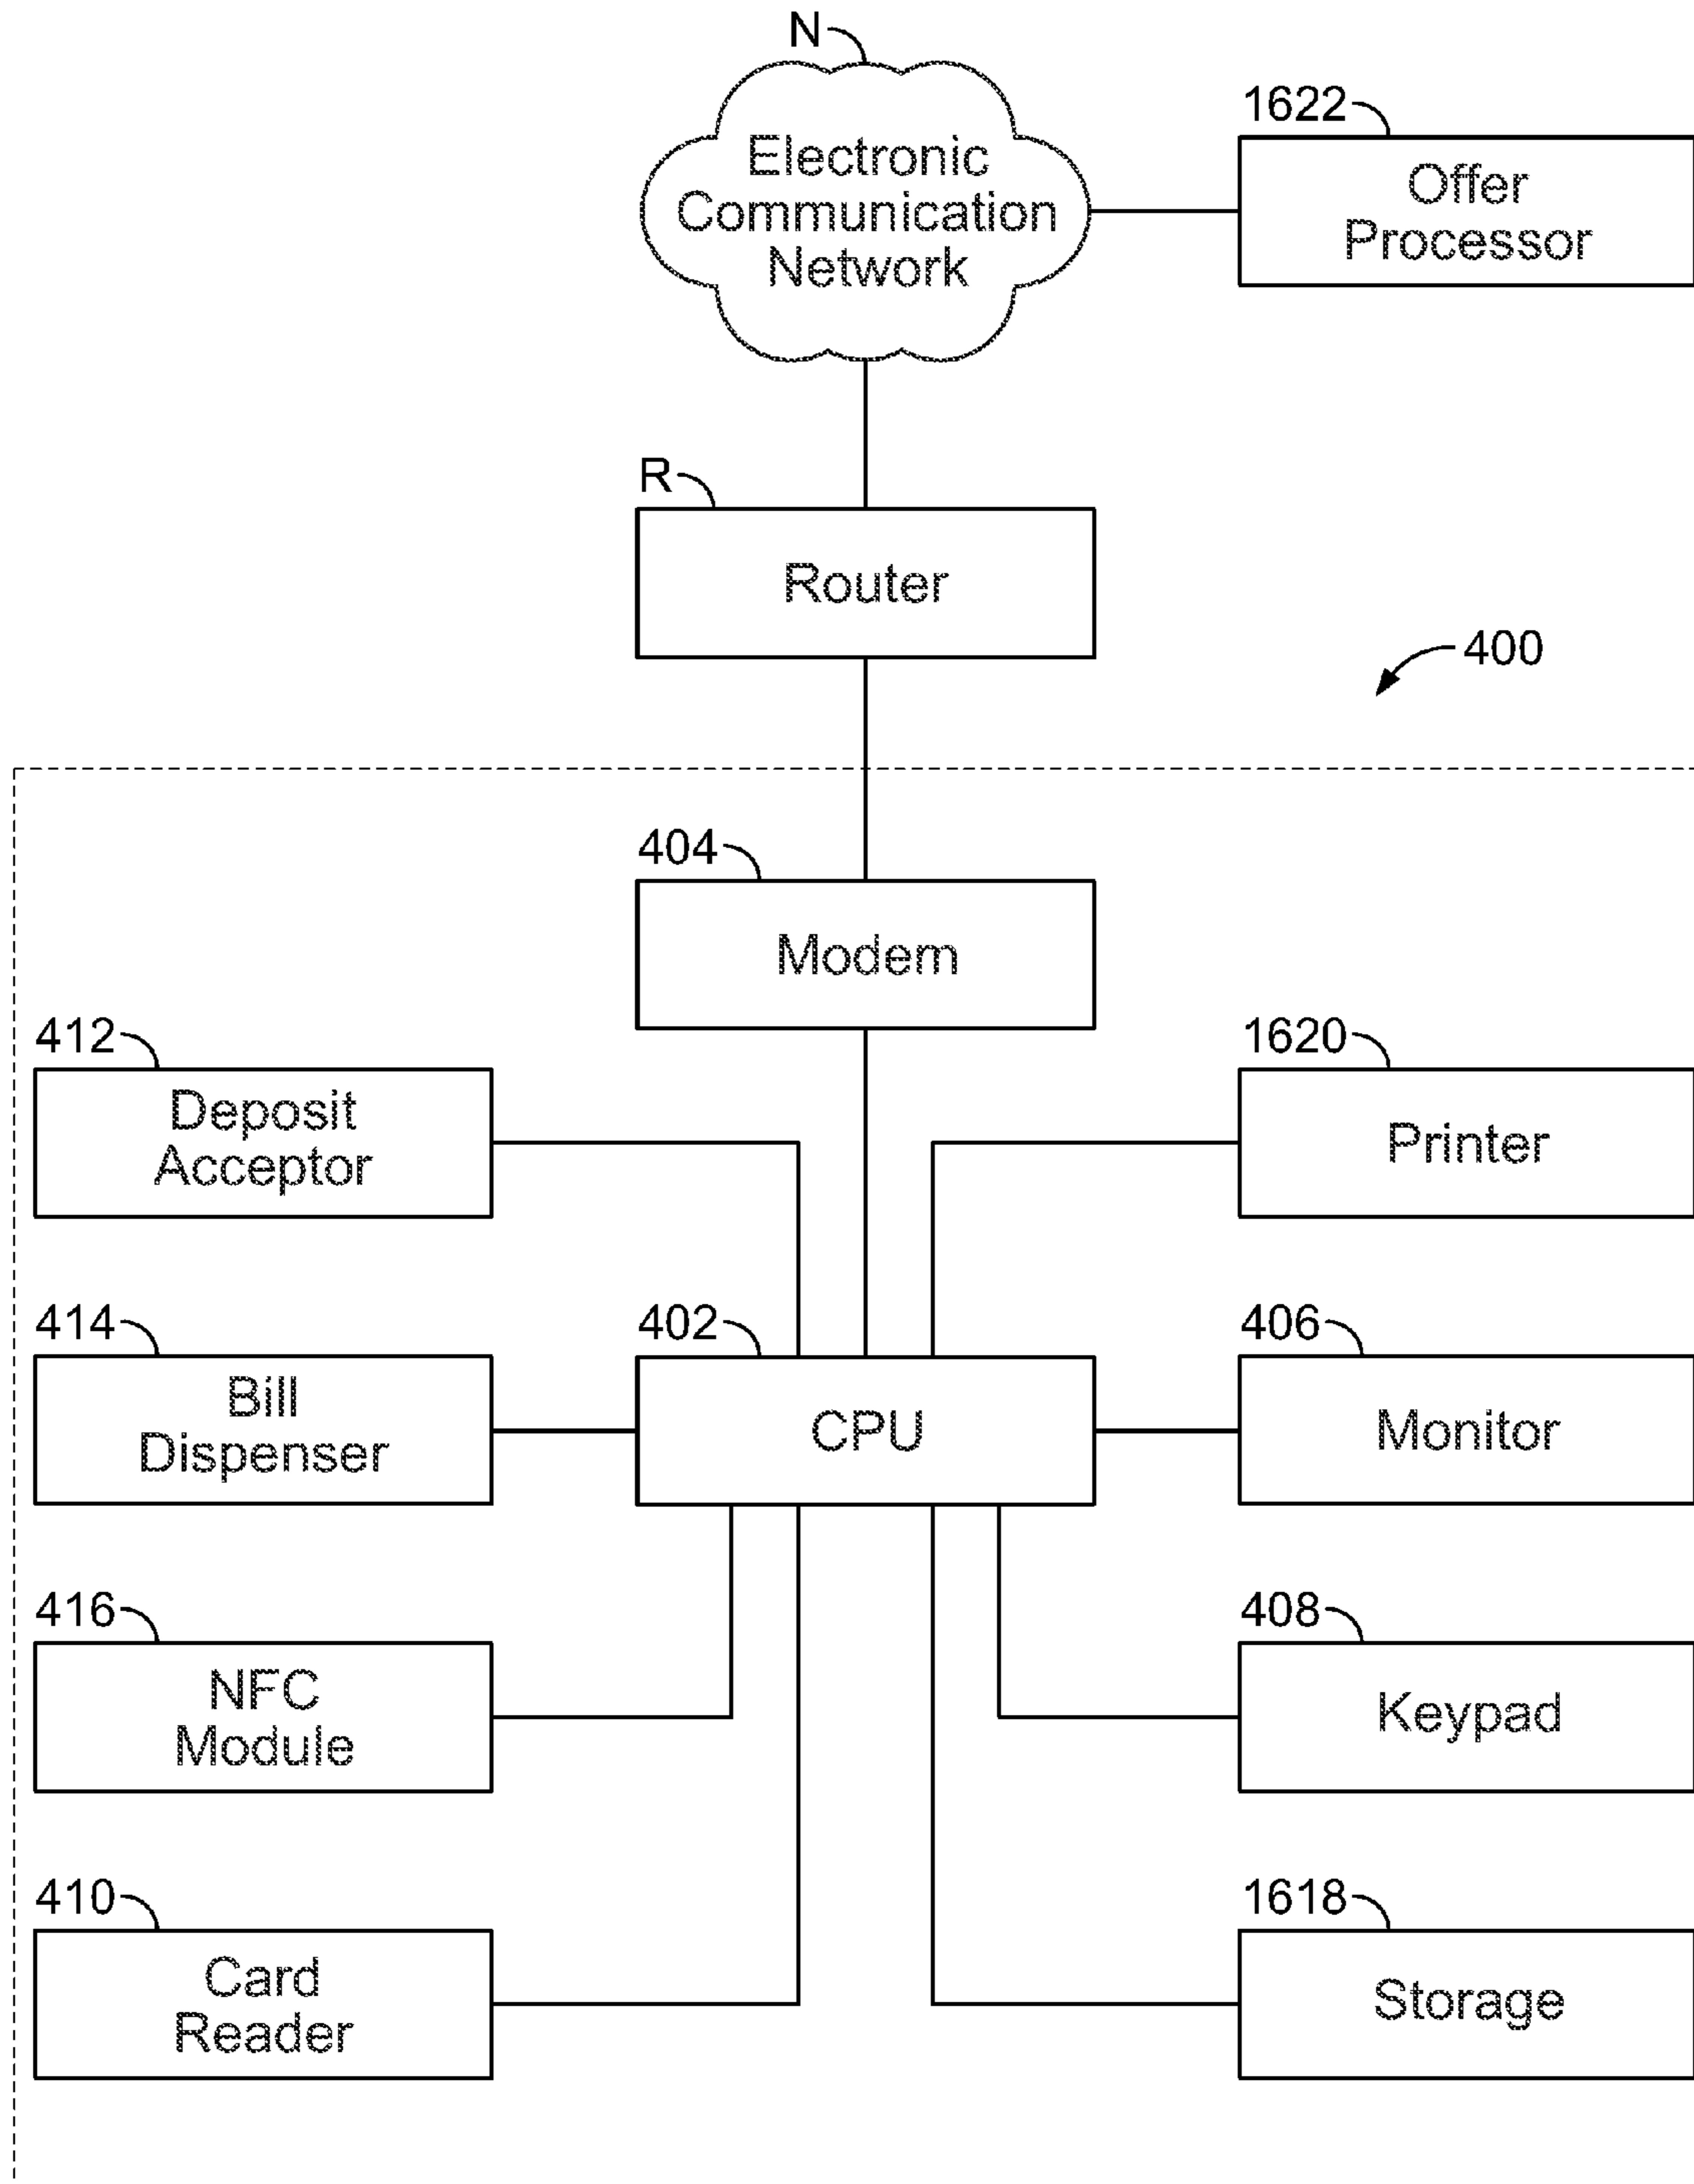 N
Electronic
Communication
Network
1622
Offer
Processor
R
Router
400
404
Modem
412
Deposit
Acceptor
1620
Printer
414
Bill
Dispenser
402
CPU
406
Monitor
416
NFC
Module
408
Keypad
410
Card
Reader
1618
Storage